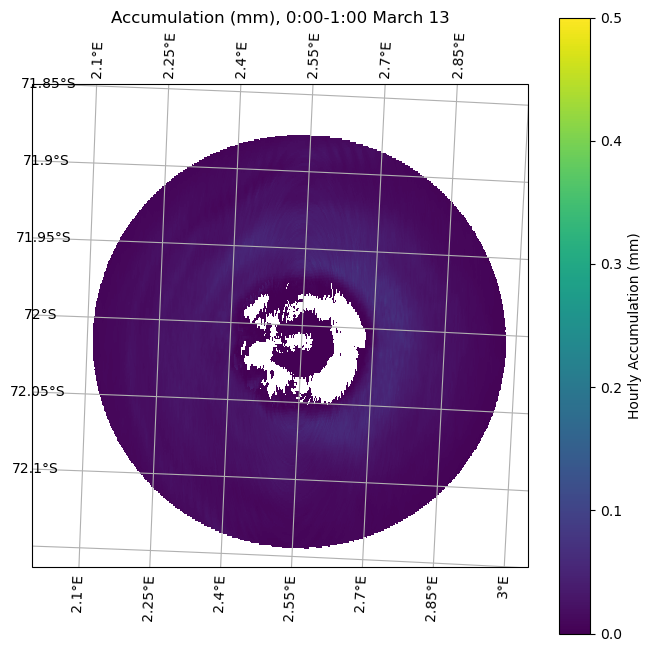 Accumulation (mm), 0:00-1:00 March 13
2.1°E 2.25°E 2.4°E 2.55°E 2.7°E 2.85°E
71.85°S
71.9°S
71.95°S
72°S
72.05°S
72.1°S
2.1°E 2.25°E 2.4°E 2.55°E 2.7°E 2.85°E 3°E
0.5
0.4
0.3
0.2
0.1
0.0
Hourly Accumulation (mm)